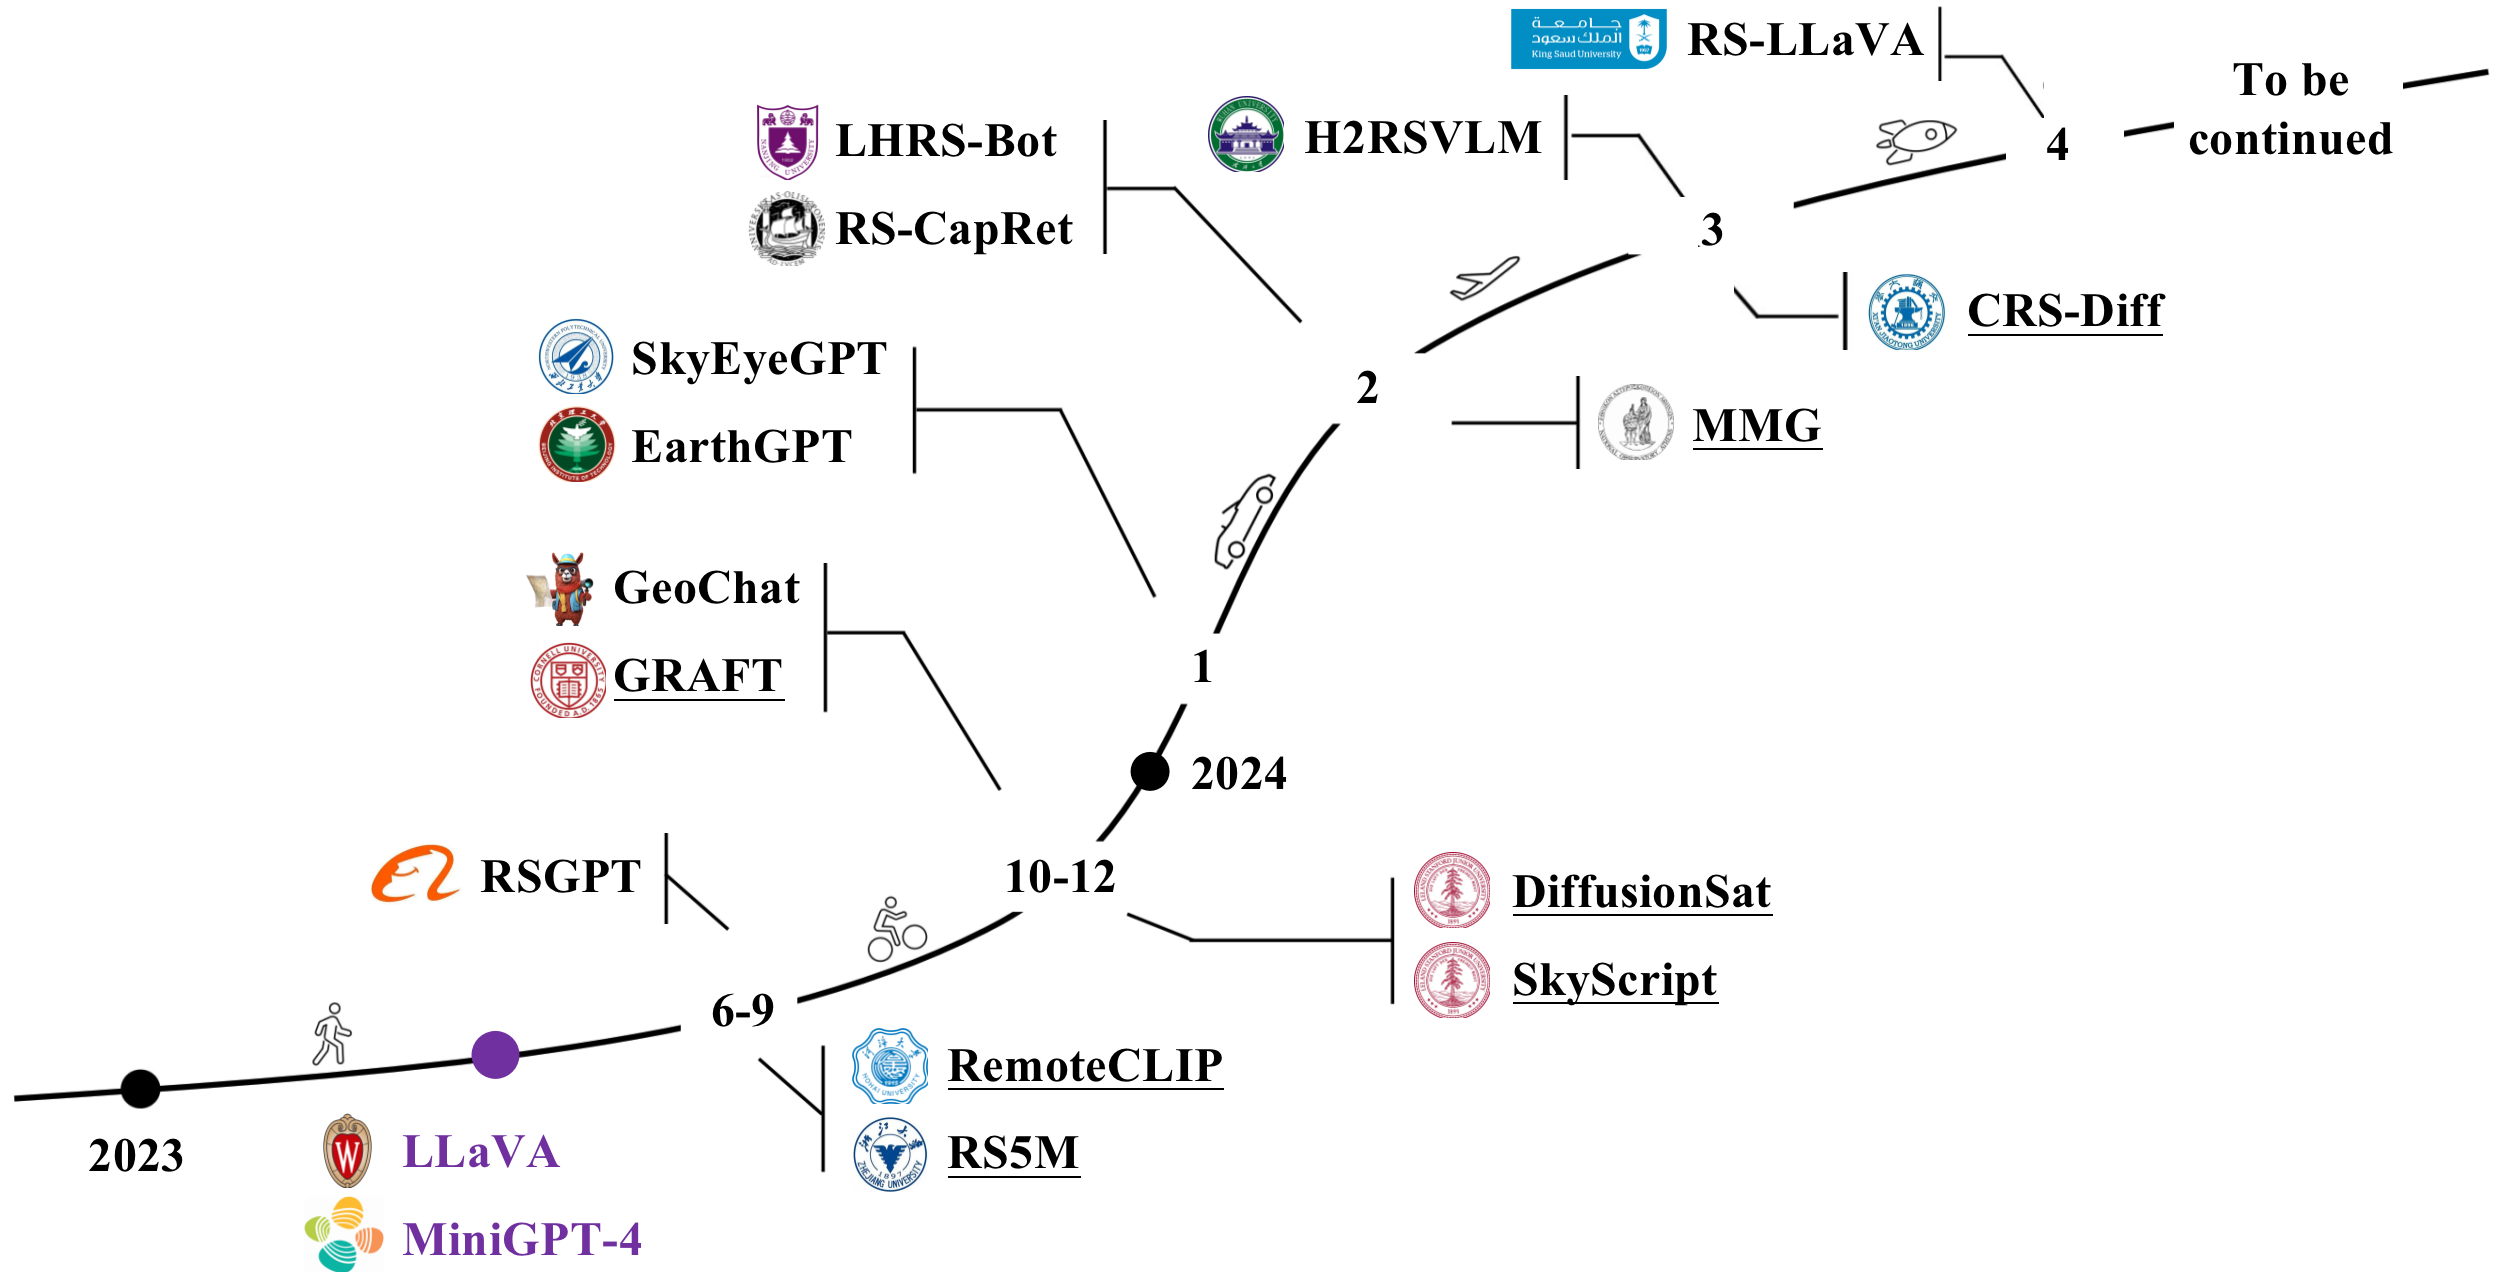 جامعة
الملك سعود
King Saud University
RS-LLaVA
To be
continued
4
LHRS-Bot
H2RSVLM
RS-CapRet
3
CRS-Diff
SkyEyeGPT
2
MMG
EarthGPT
GeoChat
GRAFT
1
2024
RSGPT
10-12
DiffusionSat
SkyScript
6-9
RemoteCLIP
RS5M
2023
LLaVA
MiniGPT-4